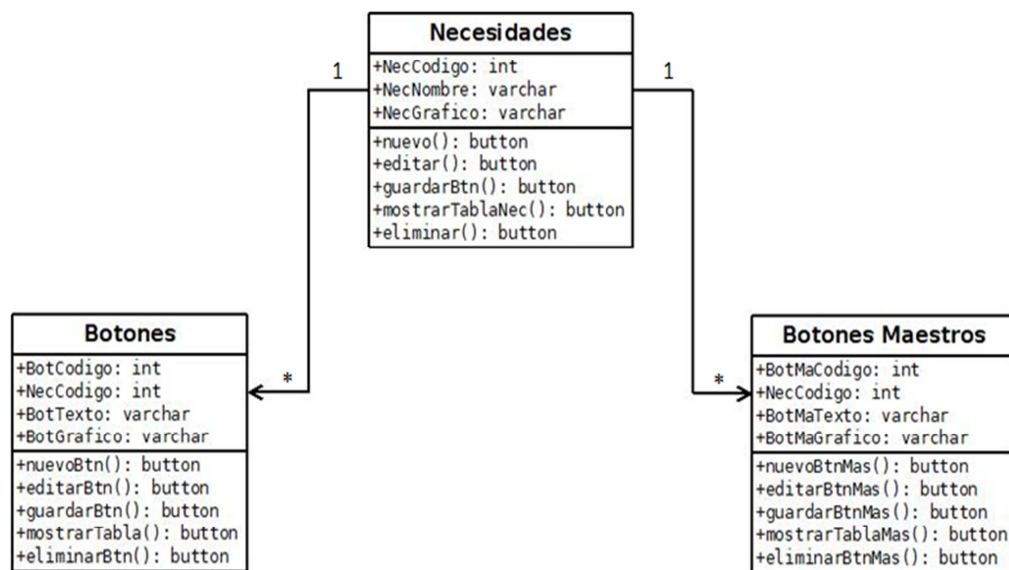 Necesidades
+NecCodigo: int
+NecNombre: varchar
+NecGrafico: varchar
+nuevo(): button
+editar(): button
+guardarBtn(): button
+mostrarTablaNec(): button
+eliminar(): button
1
1
Botones
+BotCodigo: int
+NecCodigo: int
+BotTexto: varchar
+BotGrafico: varchar
+nuevoBtn(): button
+editarBtn(): button
+guardarBtn(): button
+mostrarTabla(): button
+eliminarBtn(): button
*
*
Botones Maestros
+BotMaCodigo: int
+NecCodigo: int
+BotMaTexto: varchar
+BotMaGrafico: varchar
+nuevoBtnMas(): button
+editarBtnMas(): button
+guardarBtnMas(): button
+mostrarTablaMas(): button
+eliminarBtnMas(): button